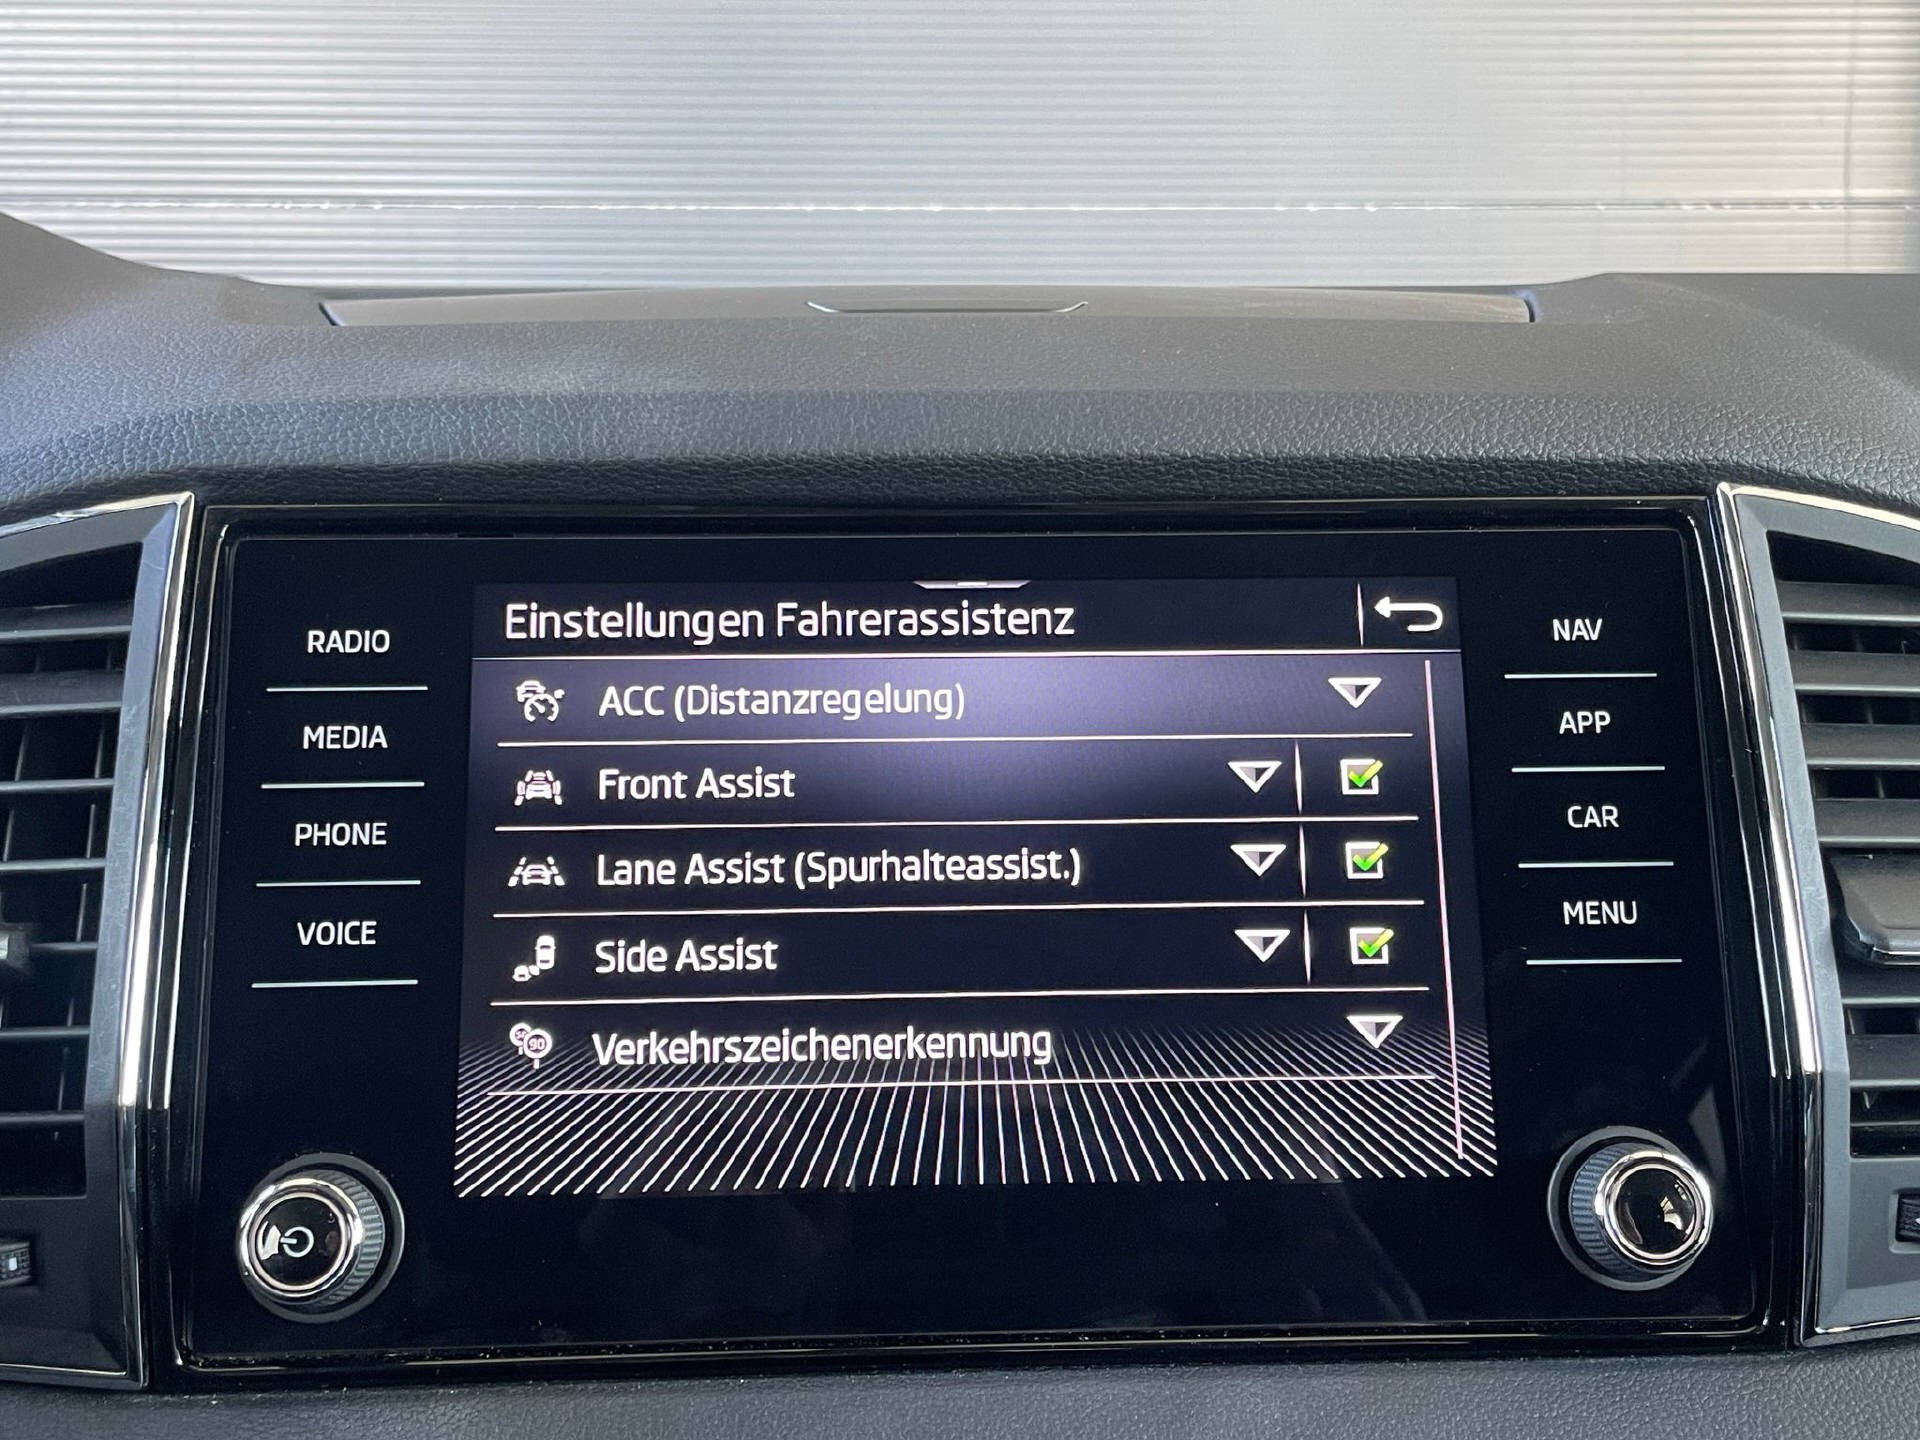 Einstellungen Fahrerassistenz
RADIO
MEDIA
PHONE
VOICE
ACC (Distanzregelung)
Front Assist
Lane Assist (Spurhalteassist.)
Side Assist
90
Verkehrszeichenerkennung
NAV
APP
CAR
MENU